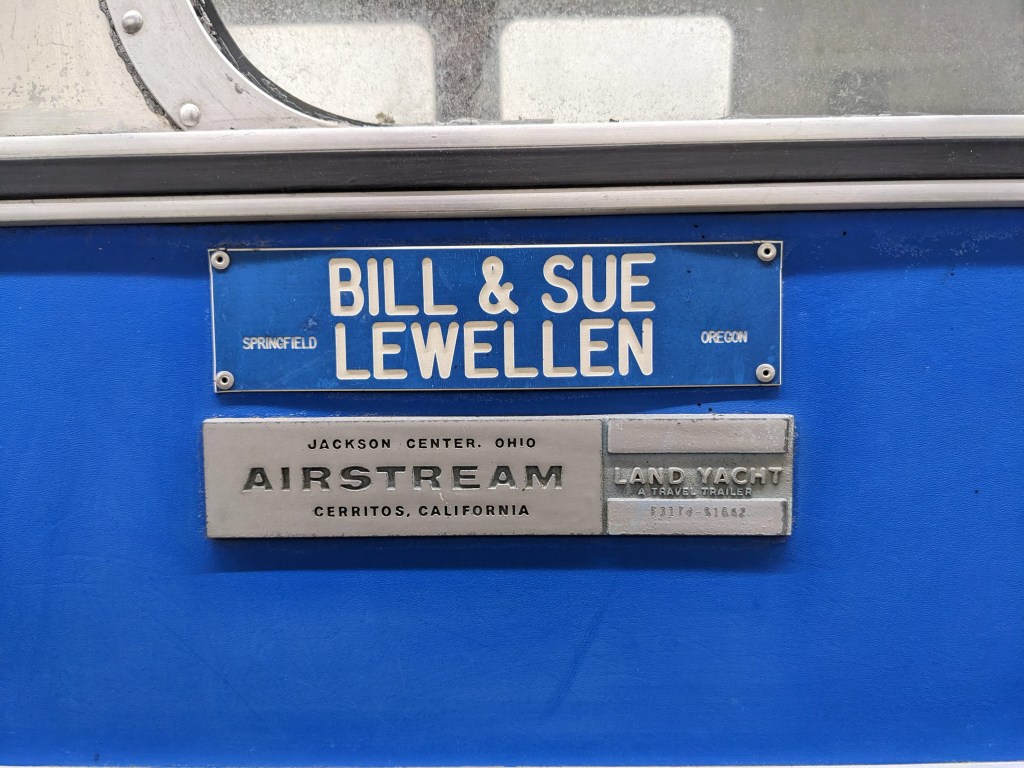 BILL & SUE
SPRINGFIELD LEWELLEN OREGON
JACKSON CENTER. OHIO
AIRSTREAM
CERRITOS, CALIFORNIA
LAND YACHT
A TRAVEL TRAILER